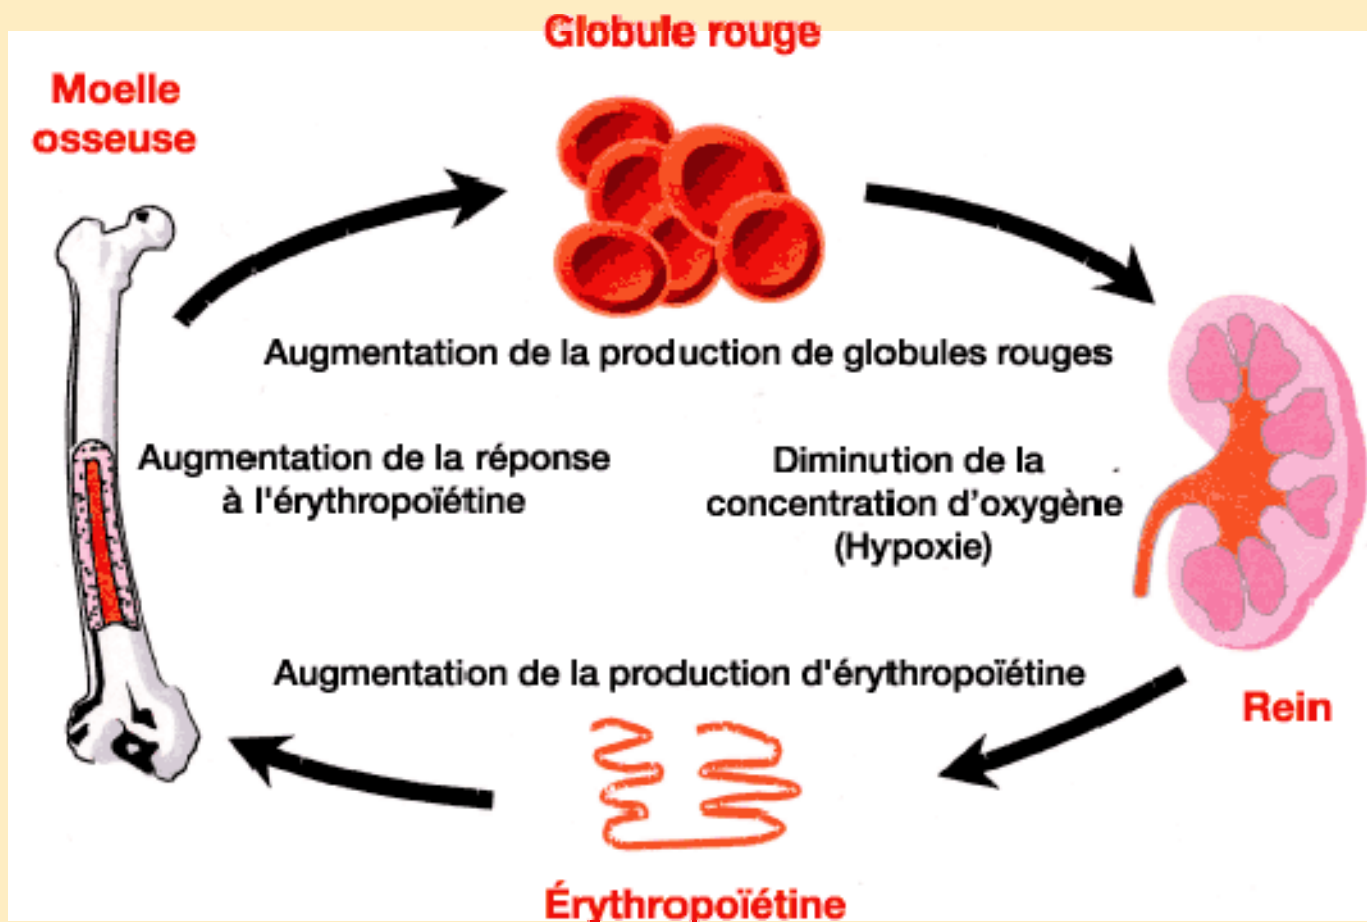 Globule rouge
Moelle
osseuse
Augmentation de la production de globules rouges
Augmentation de la réponse
à l'érythropoïétine
Diminution de la
concentration d'oxygène
(Hypoxie)
Augmentation de la production d'érythropoïétine
Rein
Érythropoïétine